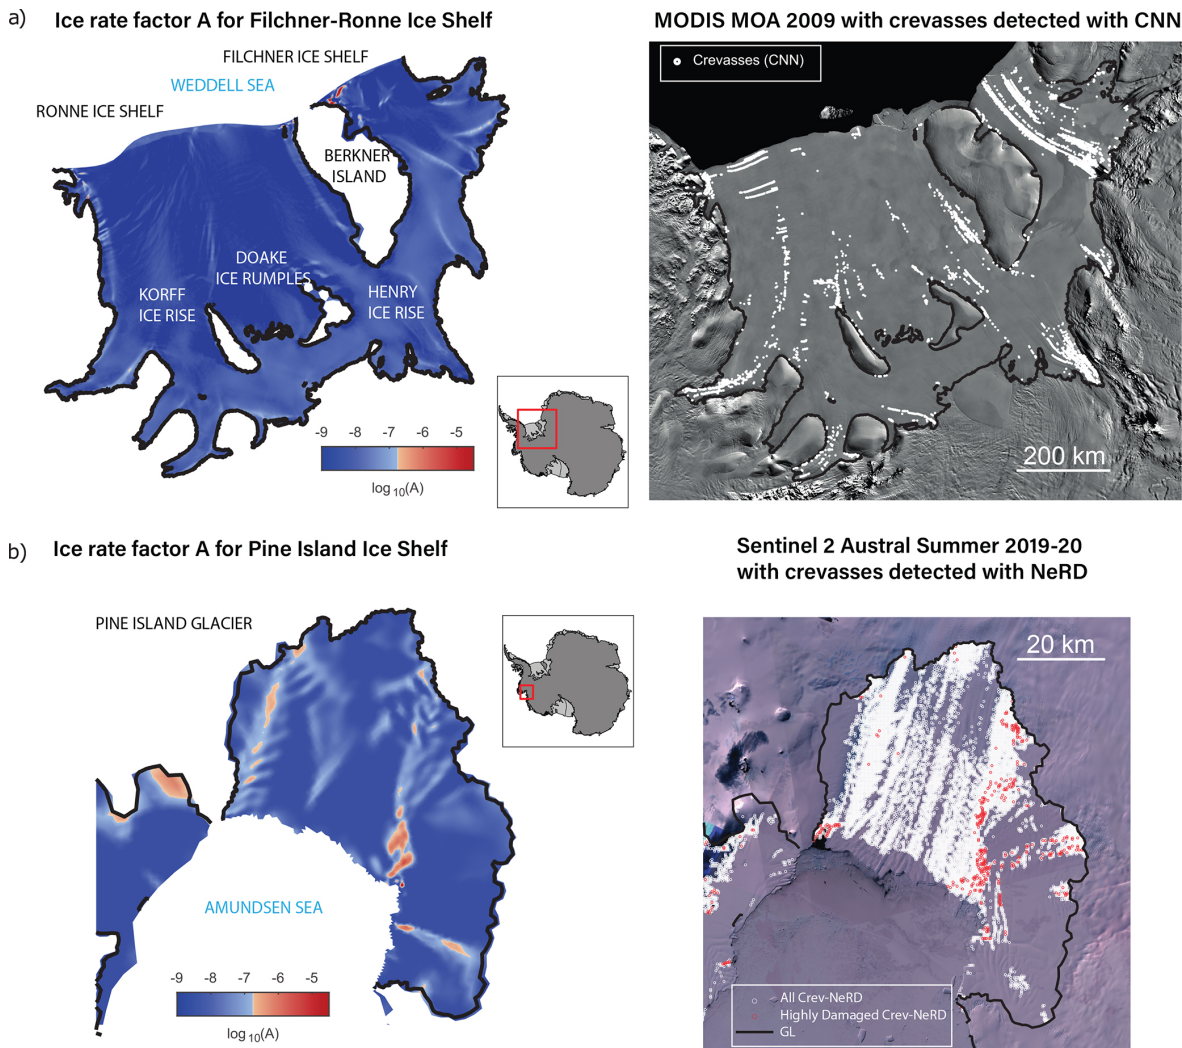 a)
Ice rate factor A for Filchner-Ronne Ice Shelf
MODIS MOA 2009 with crevasses detected with CNN
FILCHNER ICE SHELF
WEDDELL SEA
RONNE ICE SHELF
BERKNER
ISLAND
DOAKE
ICE RUMPLES
KORFF
ICE RISE
HENRY
ICE RISE
-9 -8 -7 -6 -5
log10(A)
Crevasses (CNN)
200 km
b)
Ice rate factor A for Pine Island Ice Shelf
Sentinel 2 Austral Summer 2019-20
with crevasses detected with NeRD
PINE ISLAND GLACIER
AMUNDSEN SEA
-9 -8 -7 -6 -5
log10(A)
20 km
All Crev-NeRD
Highly Damaged Crev-NeRD
GL